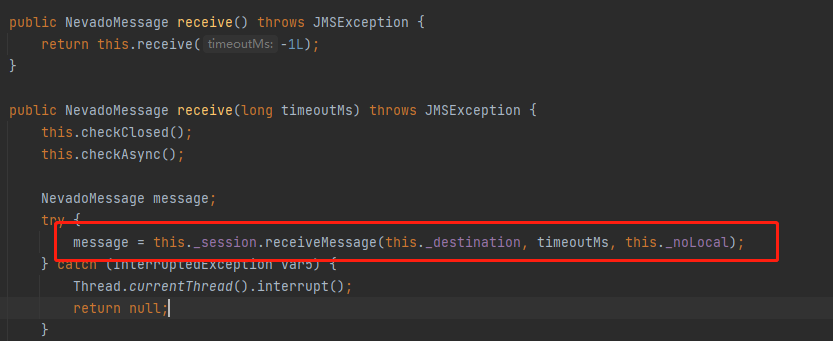 public NevadoMessage receive() throws JMSException {
    return this.receive( timeoutMs: -1L);
}
public NevadoMessage receive(long timeoutMs) throws JMSException {
    this.checkClosed();
    this.checkAsync();
    NevadoMessage message;
    try {
        message = this._session.receiveMessage(this._destination, timeoutMs, this._noLocal);
    } catch (InterruptedException var5) {
        Thread.currentThread().interrupt();
        return null;
    }